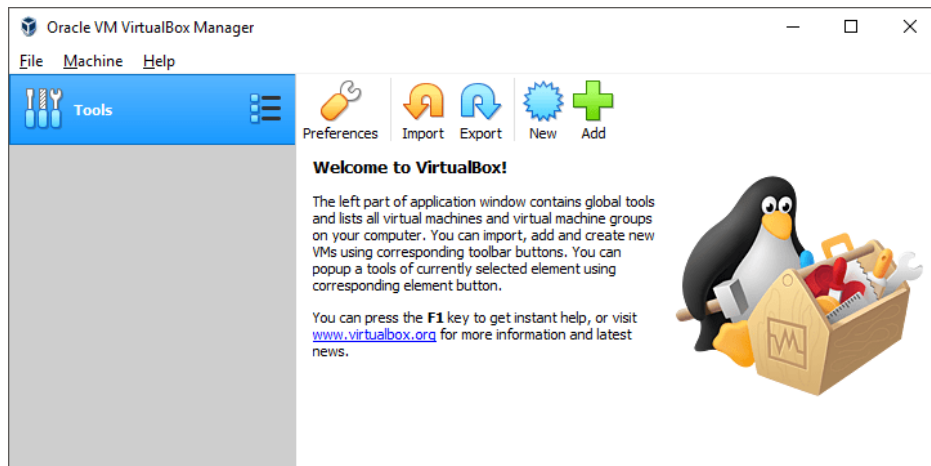 Oracle VM VirtualBox Manager
File Machine Help
Tools
Preferences Import Export New Add
Welcome to VirtualBox!
The left part of application window contains global tools
and lists all virtual machines and virtual machine groups
on your computer. You can import, add and create new
VMs using corresponding toolbar buttons. You can
popup a tools of currently selected element using
corresponding element button.
You can press the F1 key to get instant help, or visit
www.virtualbox.org for more information and latest
news.